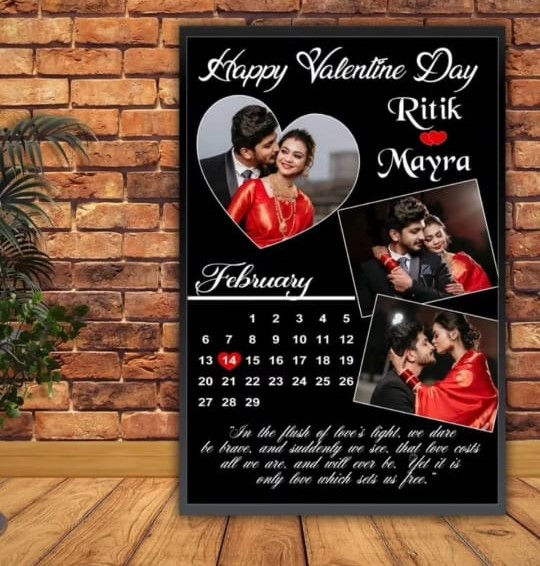 Happy Valentine Day
Ritik
Mayra
February
1 2 3 4 5
6 7 8 9 10 11 12
13 14 15 16 17 18 19
20 21 22 23 24 25 26
27 28 29
"In the flush of love's light, we dare
be brave, and suddenly we see, that love costs
all we are, and will ever be. Yet it is
only love which sets us free."